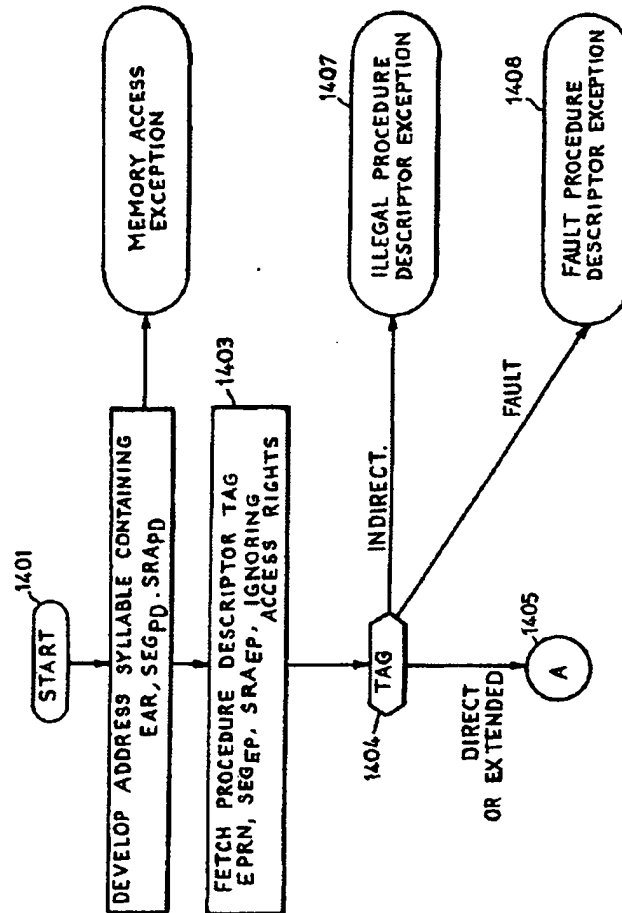 1401
START
DEVELOP ADDRESS SYLLABLE CONTAINING
EAR, SEGPD. SRAPD
MEMORY ACCESS
EXCEPTION
1403
FETCH PROCEDURE DESCRIPTOR TAG
EPRN, SEGEP, SRAEP, IGNORING
ACCESS RIGHTS
1404
TAG
INDIRECT.
1407
ILLEGAL PROCEDURE
DESCRIPTOR EXCEPTION
FAULT
1408
FAULT PROCEDURE
DESCRIPTOR EXCEPTION
DIRECT
OR EXTENDED
1405
A